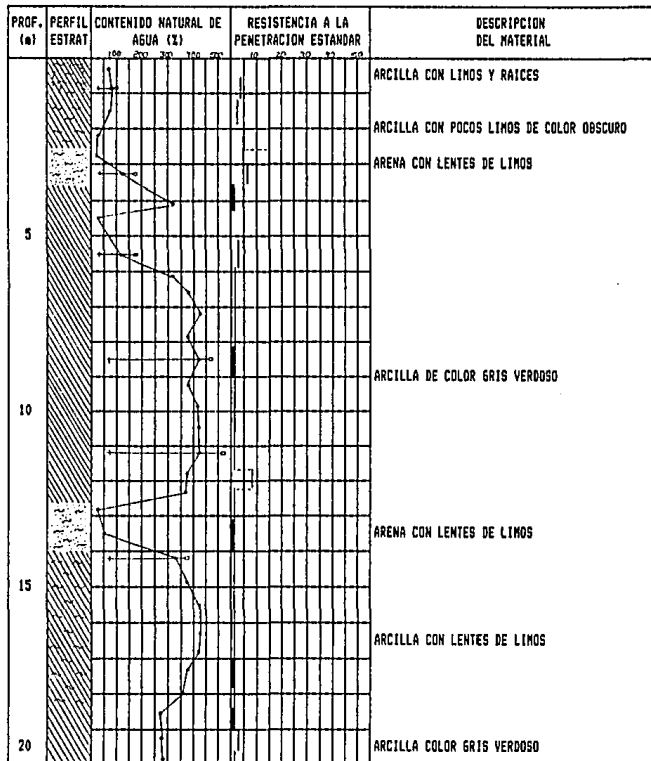 PROF. PERFIL CONTENIDO NATURAL DE RESISTENCIA A LA DESCRIPCION
(m) ESTRAT AGUA (%) PENETRACION ESTANDAR DEL MATERIAL
100 200 300 400 500 10 20 30 40 50
ARCILLA CON LIMOS Y RAICES
ARCILLA CON POCOS LIMOS DE COLOR OBSCURO
ARENA CON LENTES DE LIMOS
5
ARCILLA DE COLOR GRIS VERDOSO
10
ARENA CON LENTES DE LIMOS
15
ARCILLA CON LENTES DE LIMOS
20 ARCILLA COLOR GRIS VERDOSO